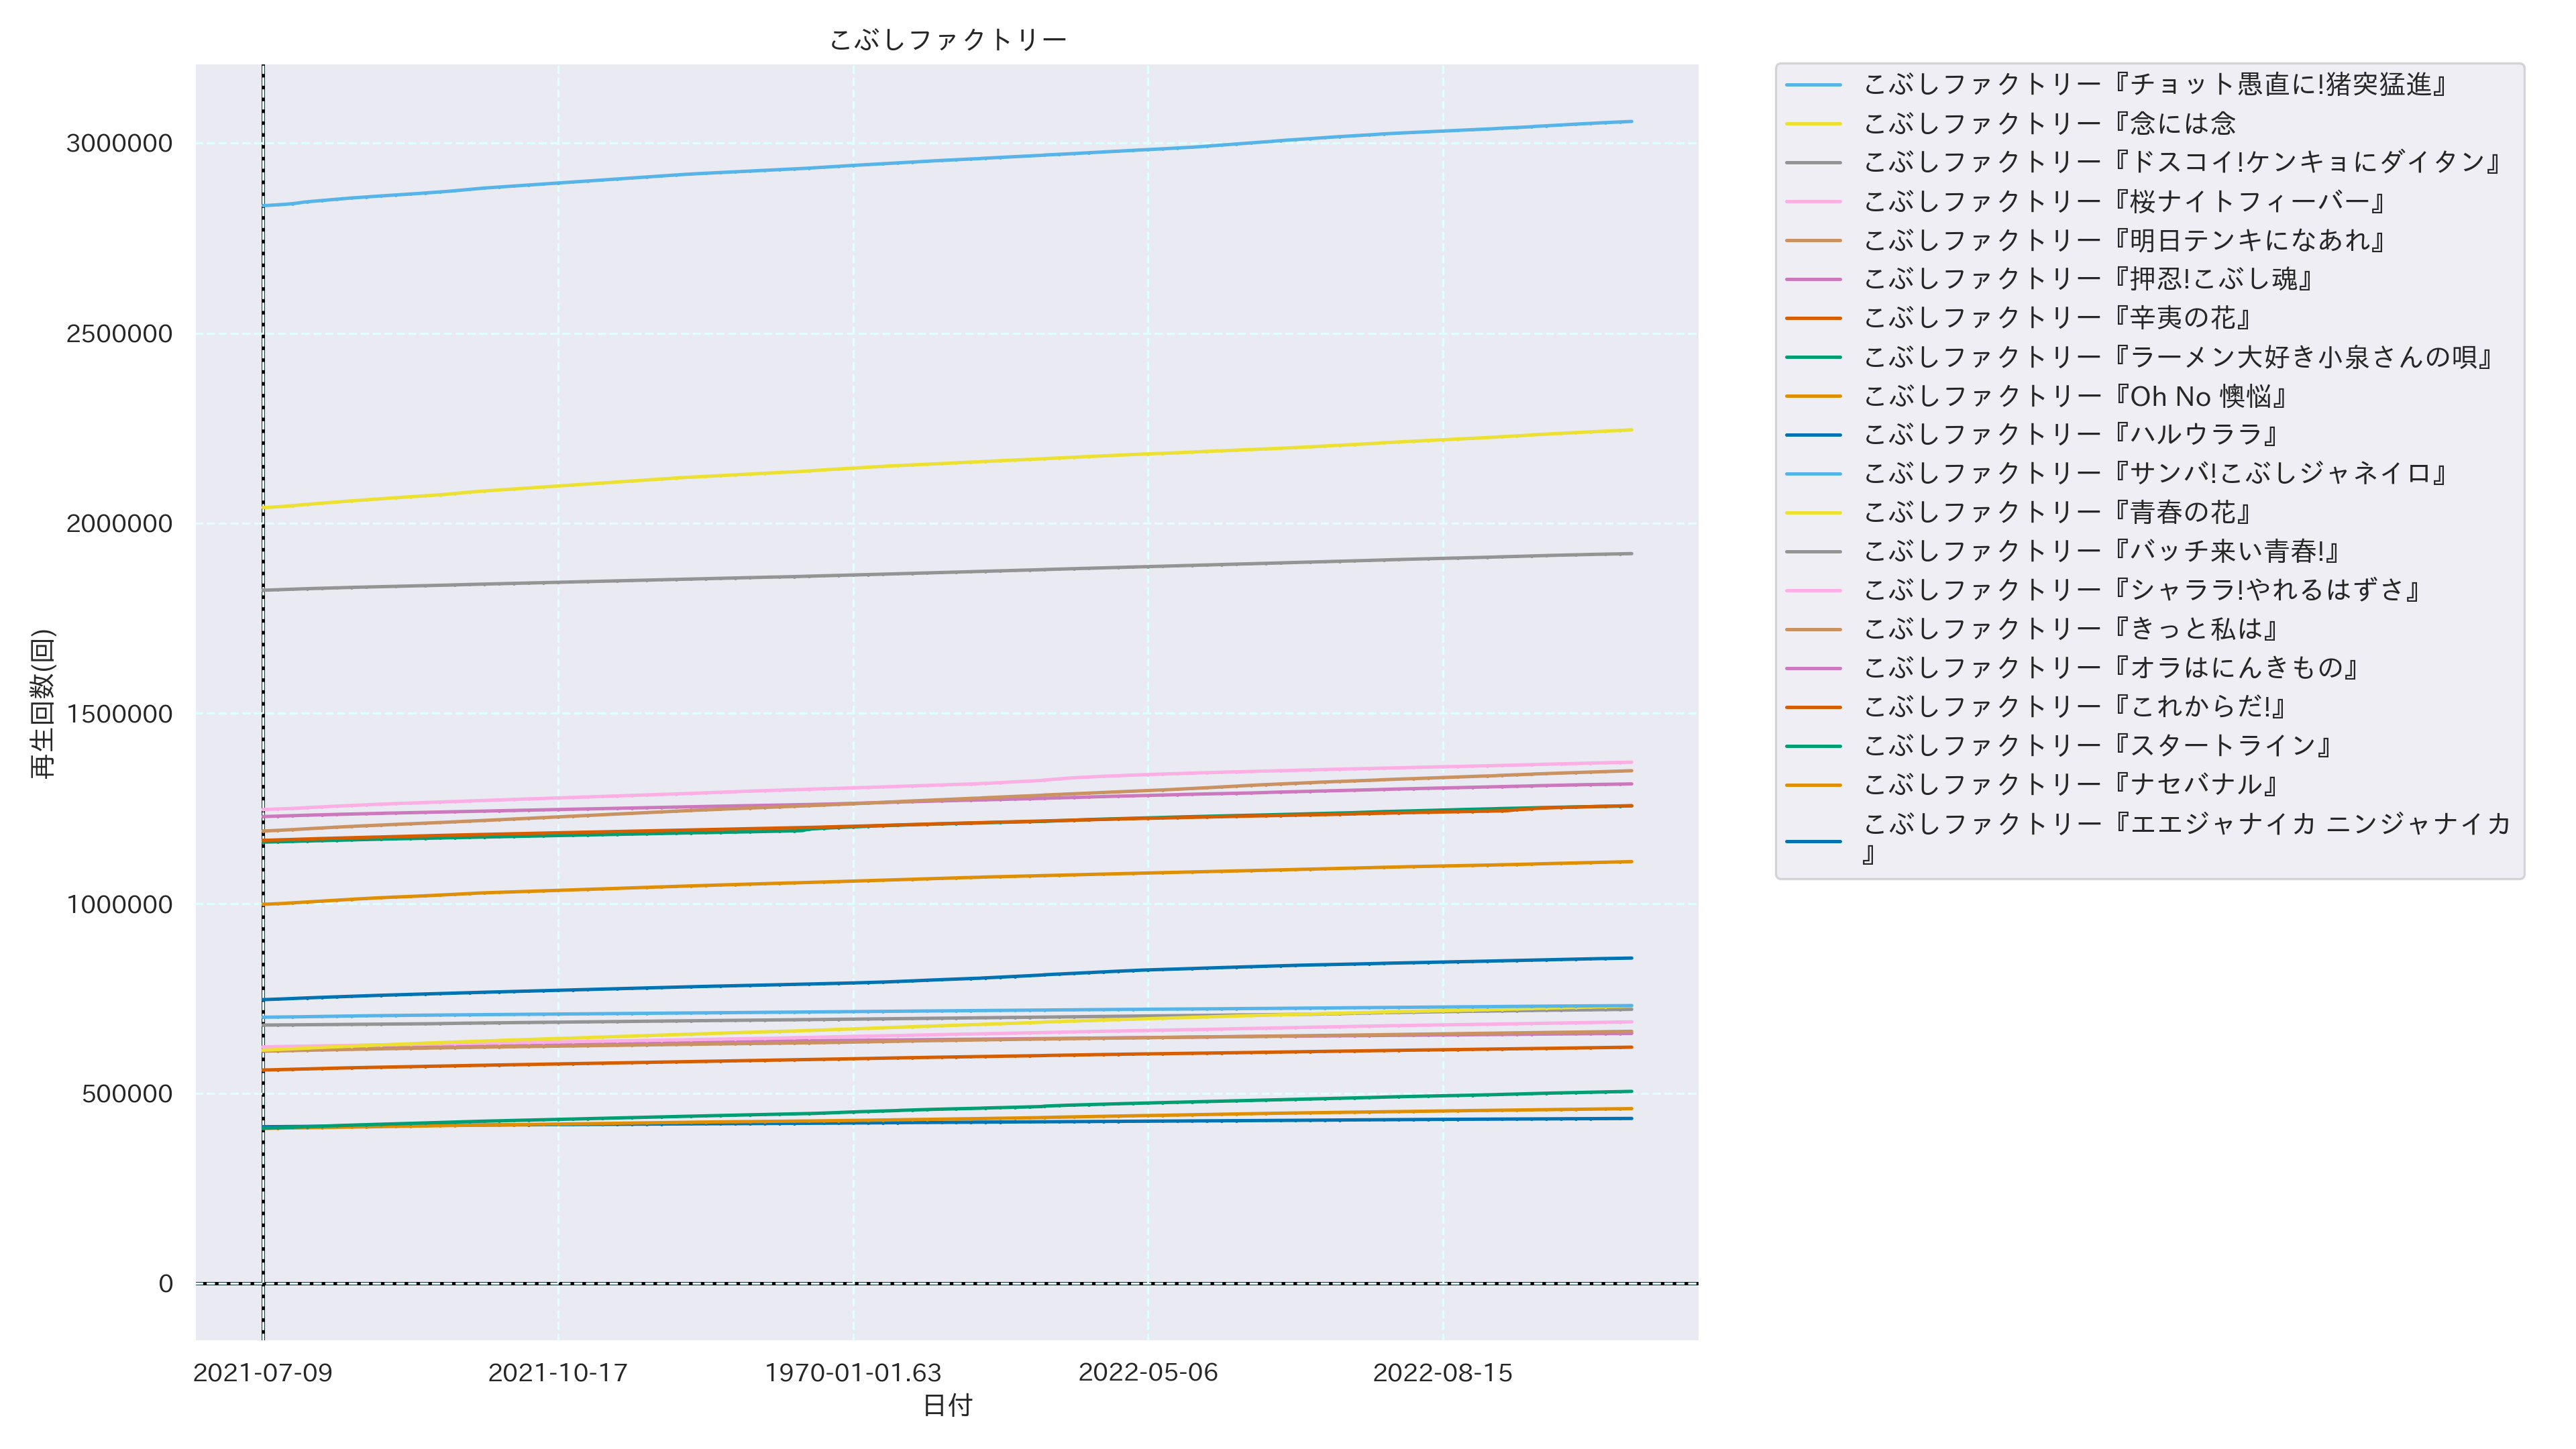 こぶしファクトリー
3000000
2500000
2000000
1500000
1000000
500000
0
再生回数(回)
2021-07-09
2021-10-17
1970-01-01.63
2022-05-06
2022-08-15
日付
こぶしファクトリー『チョット愚直に!猪突猛進』
こぶしファクトリー『念には念
こぶしファクトリー『ドスコイ!ケンキョにダイタン』
こぶしファクトリー『桜ナイトフィーバー』
こぶしファクトリー『明日テンキになあれ』
こぶしファクトリー『押忍!こぶし魂』
こぶしファクトリー『辛夷の花』
こぶしファクトリー『ラーメン大好き小泉さんの唄』
こぶしファクトリー『Oh No 懊悩』
こぶしファクトリー『ハルウララ』
こぶしファクトリー『サンバ!こぶしジャネイロ』
こぶしファクトリー『青春の花』
こぶしファクトリー『バッチ来い青春!』
こぶしファクトリー『シャララ!やれるはずさ』
こぶしファクトリー『きっと私は』
こぶしファクトリー『オラはにんきもの』
こぶしファクトリー『これからだ!』
こぶしファクトリー『スタートライン』
こぶしファクトリー『ナセバナル』
こぶしファクトリー『エエジャナイカ ニンジャナイカ
』